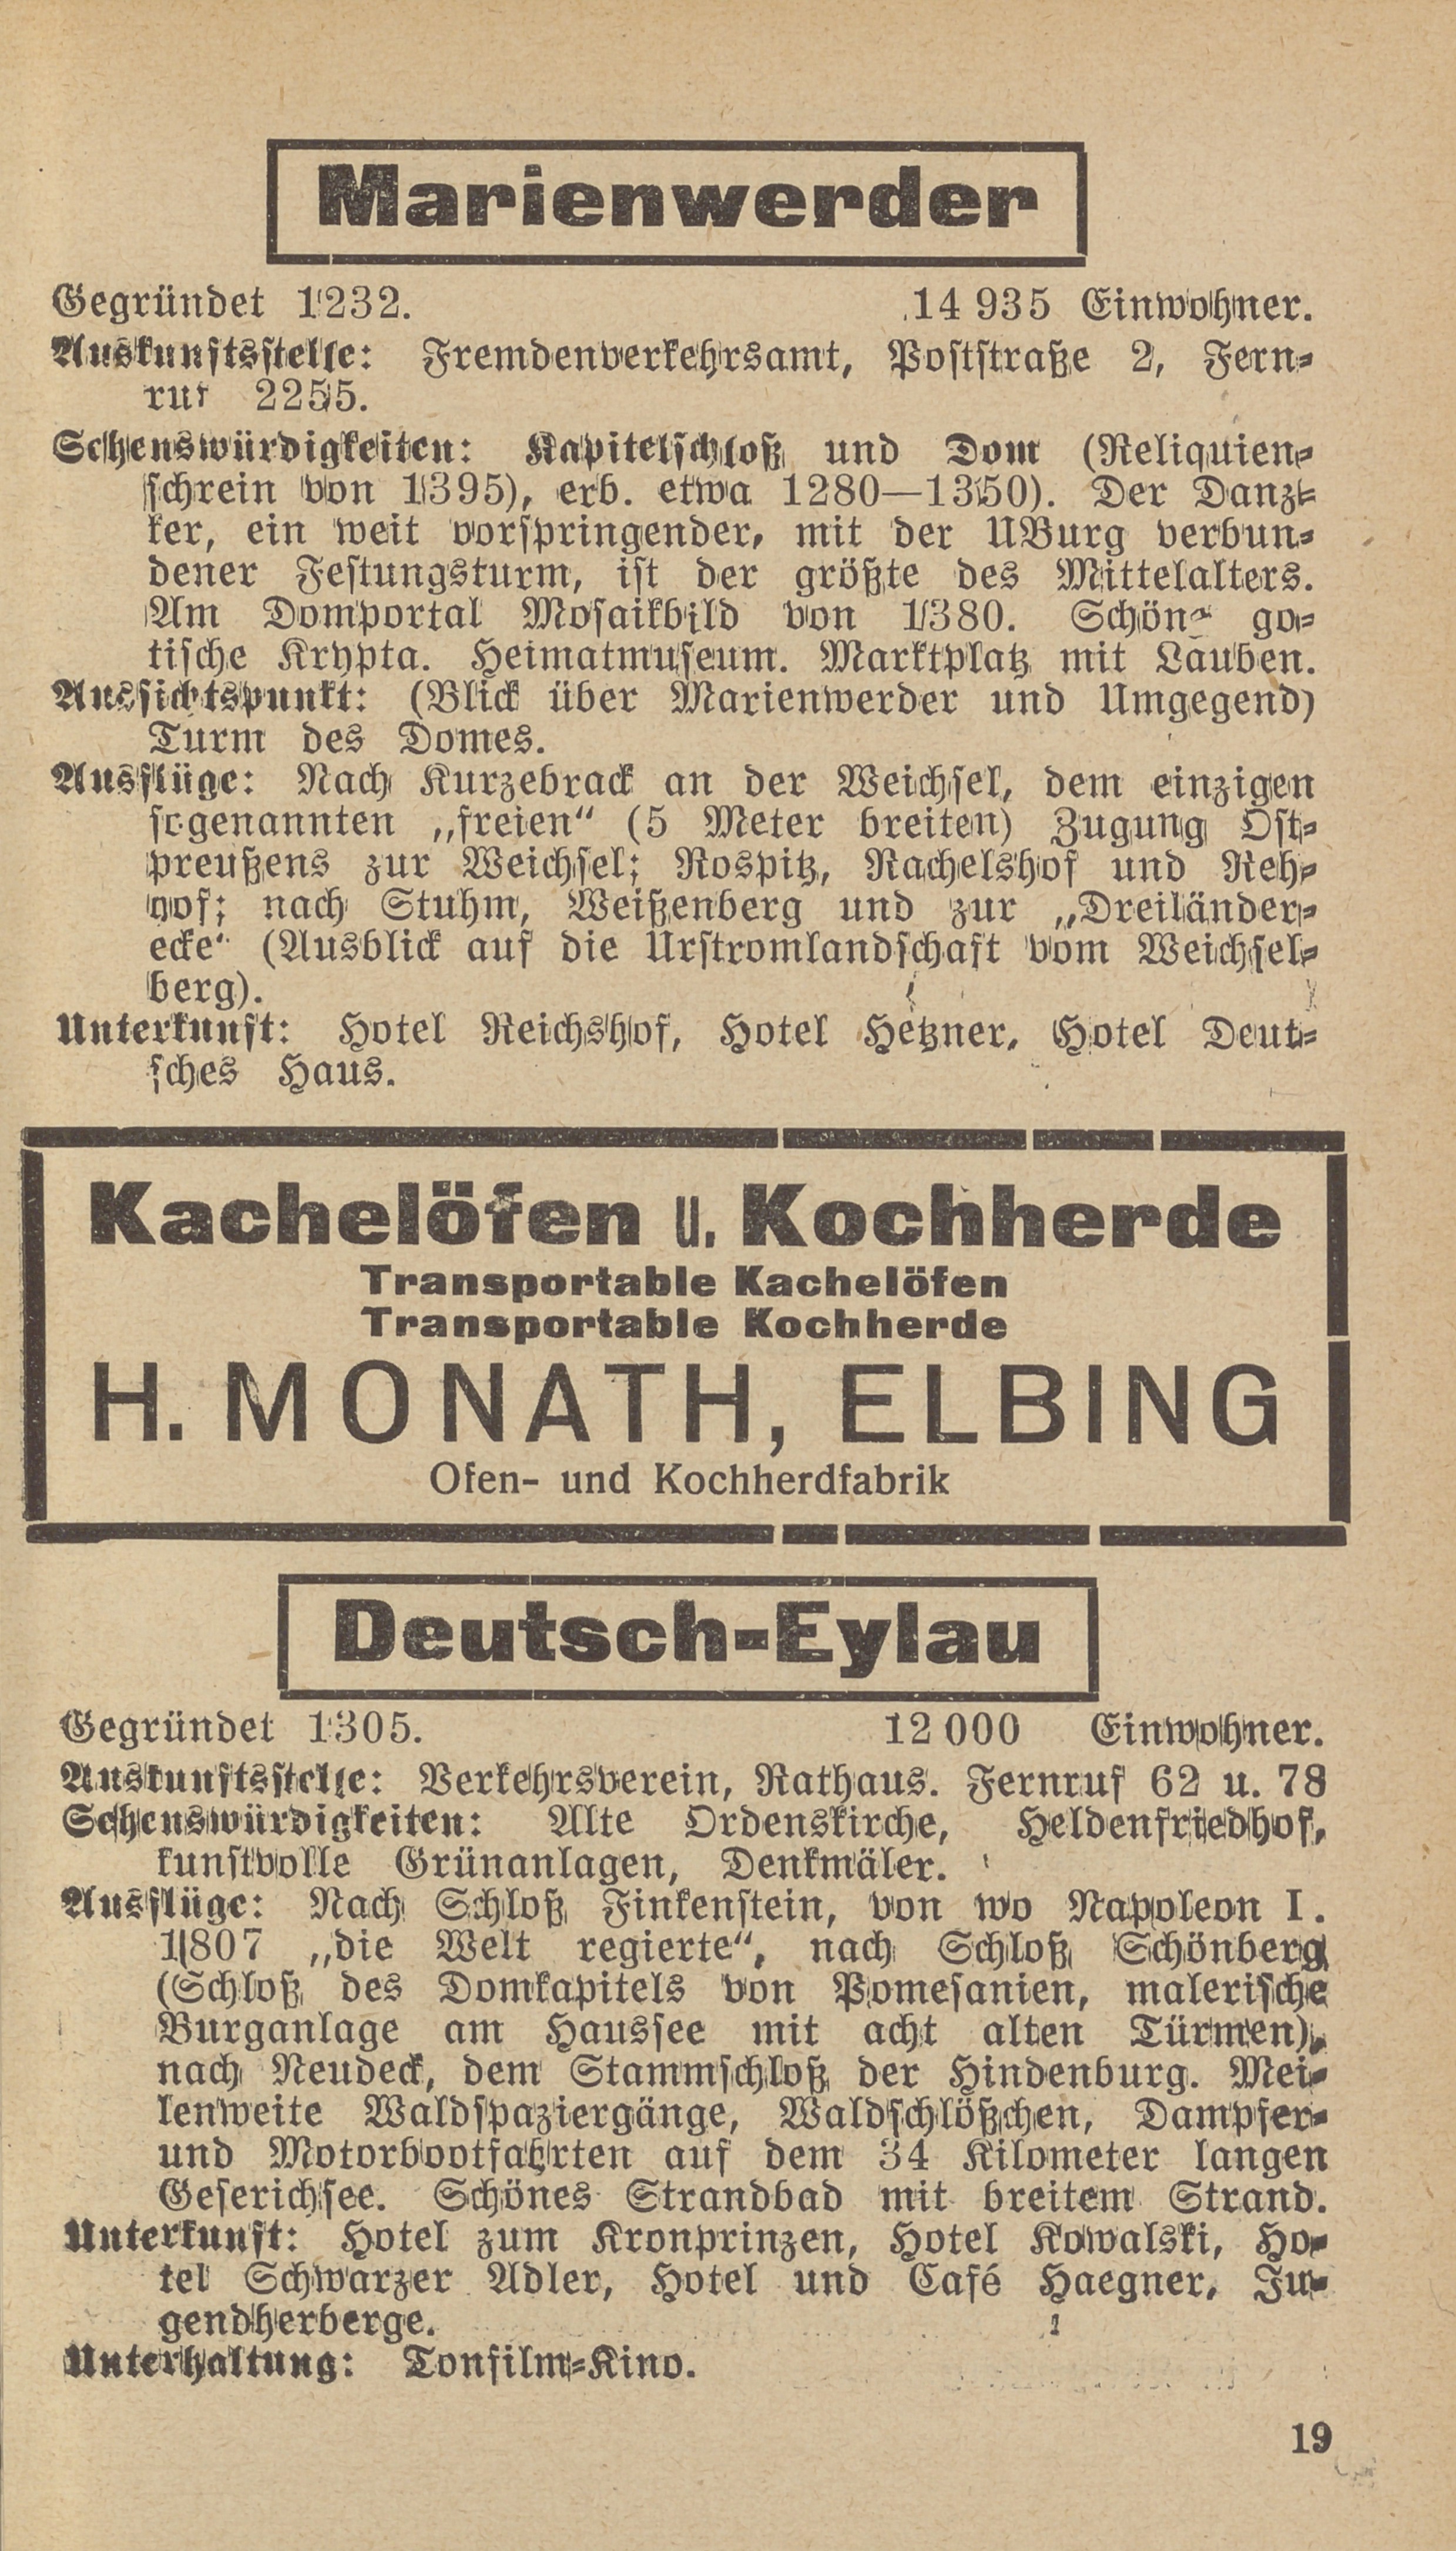 Marienwerder
Gegründet 1232. 14 935 Einwohner.
Auskunftsstelle: Fremdenverkehrsamt, Poststraße 2, Fern-
ruf 2255.
Sehenswürdigkeiten: Kapitelschloß und Dom (Reliquien-
schrein von 1395), erb. etwa 1280—1350). Der Danz-
ker, ein weit vorspringender, mit der UBurg verbun-
dener Festungsturm, ist der größte des Mittelalters.
Am Domportal Mosaikbild von 1380. Schöne go-
tische Krypta. Heimatmuseum. Marktplatz mit Lauben.
Aussichtspunkt: (Blick über Marienwerder und Umgegend)
Turm des Domes.
Ausflüge: Nach Kurzebrack an der Weichsel, dem einzigen
sogenannten „freien“ (5 Meter breiten) Zugung Ost-
preußens zur Weichsel; Rospitz, Rachelshof und Reh-
hof; nach Stuhm, Weißenberg und zur „Dreiländer-
ecke“ (Ausblick auf die Urstromlandschaft vom Weichsel-
berg).
Unterkunft: Hotel Reichshof, Hotel Hetzner, Hotel Deut-
sches Haus.
Kachelöfen u. Kochherde
Transportable Kachelöfen
Transportable Kochherde
H. MONATH, ELBING
Ofen- und Kochherdfabrik
Deutsch-Eylau
Gegründet 1305. 12 000 Einwohner.
Auskunftsstelle: Verkehrsverein, Rathaus. Fernruf 62 u. 78
Sehenswürdigkeiten: Alte Ordenskirche, Heldenfriedhof,
kunstvolle Grünanlagen, Denkmäler.
Ausflüge: Nach Schloß Finkenstein, von wo Napoleon I.
1807 „die Welt regierte“, nach Schloß Schönberg
(Schloß des Domkapitels von Pomesanien, malerische
Burganlage am Haussee mit acht alten Türmen),
nach Neudeck, dem Stammschloß der Hindenburg. Mei-
lenweite Waldspaziergänge, Waldschlößchen, Dampfer-
und Motorbootfahrten auf dem 34 Kilometer langen
Geserichsee. Schönes Strandbad mit breitem Strand.
Unterkunft: Hotel zum Kronprinzen, Hotel Kowalski, Ho-
tel Schwarzer Adler, Hotel und Café Haegner, Ju-
gendherberge.
Unterhaltung: Tonfilm-Kino.
19